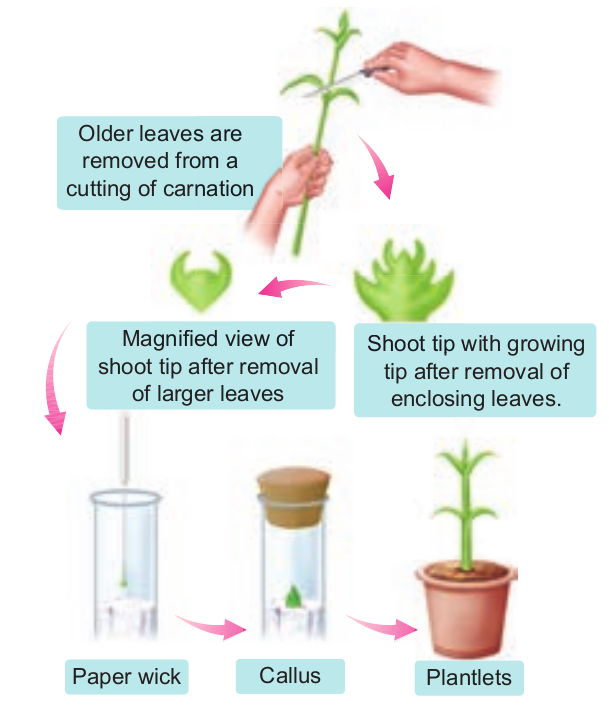 Older leaves are
removed from a
cutting of carnation
Magnified view of
shoot tip after removal
of larger leaves
Shoot tip with growing
tip after removal of
enclosing leaves.
Paper wick
Callus
Plantlets